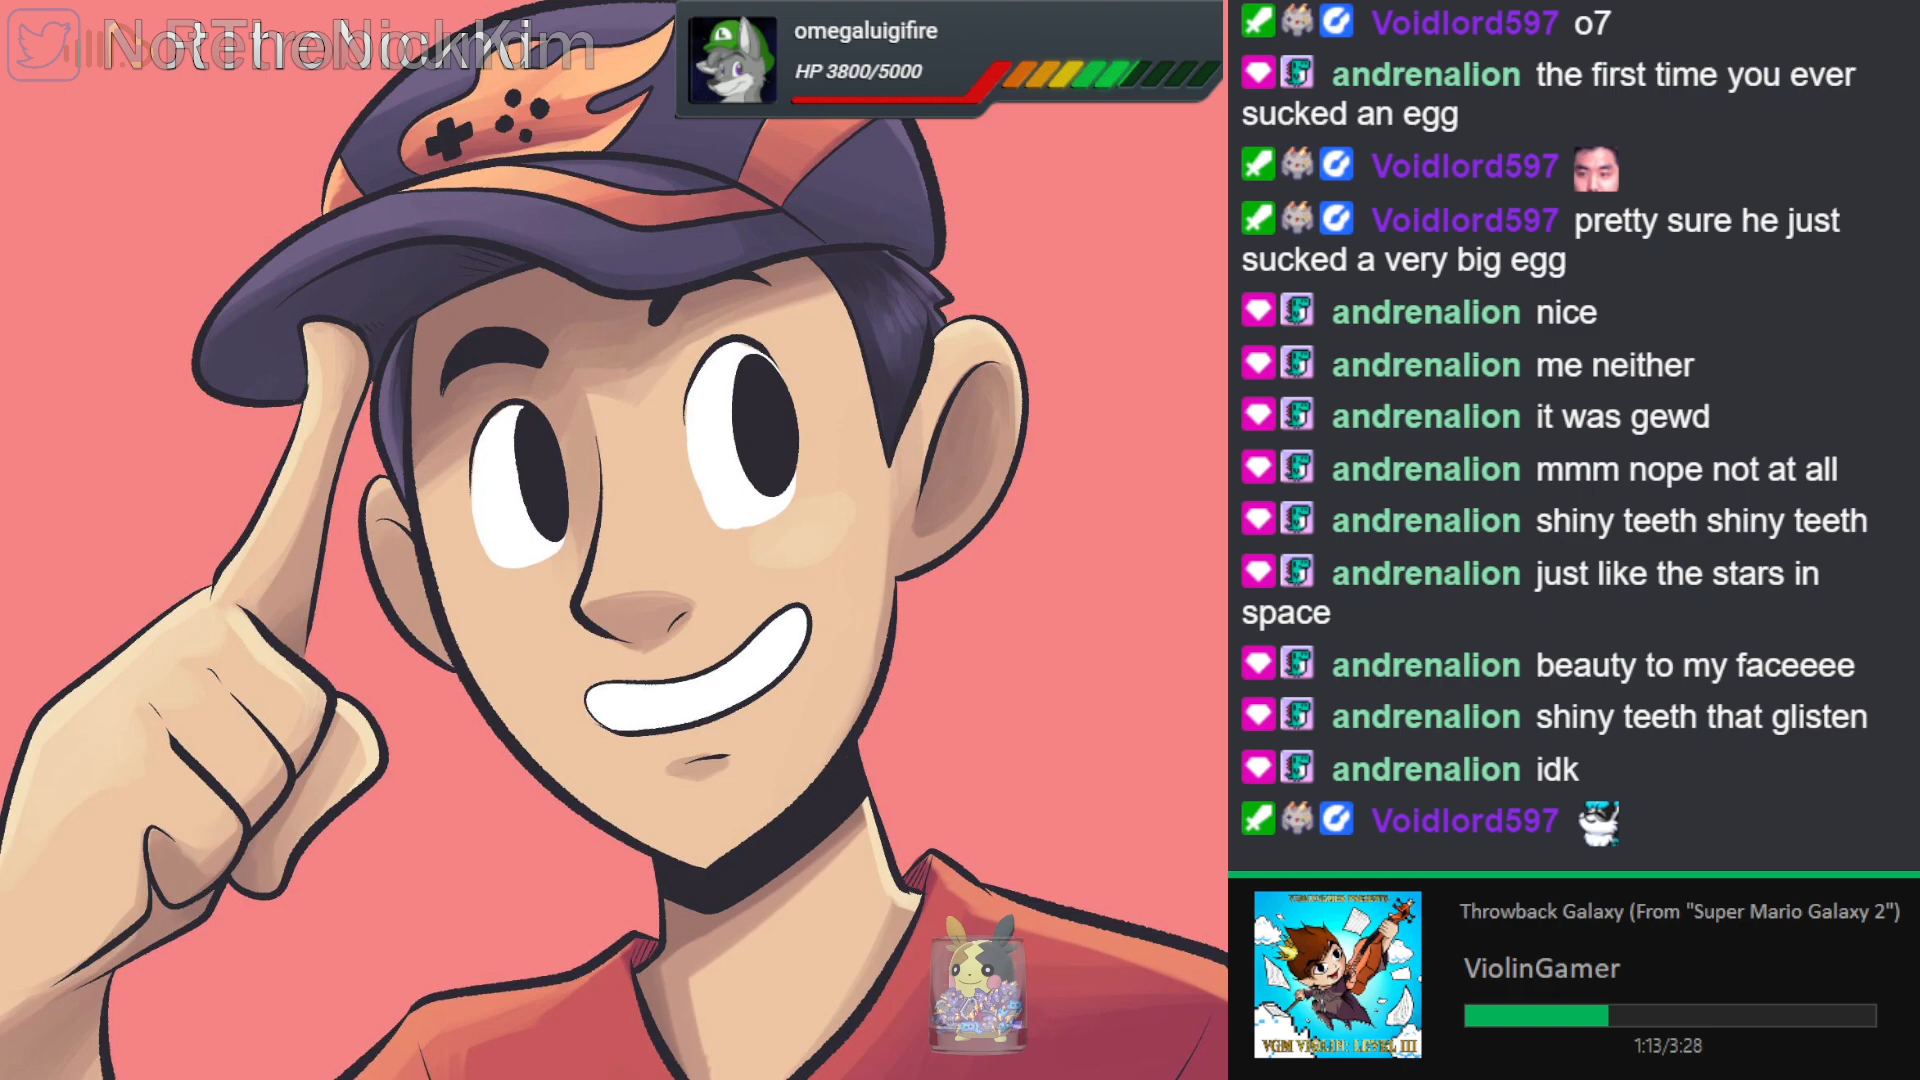 omegaluigifire
HP 3800/5000
Voidlord597 o7
andrenalion the first time you ever
sucked an egg
Voidlord597
Voidlord597 pretty sure he just
sucked a very big egg
andrenalion nice
andrenalion me neither
andrenalion it was gewd
andrenalion mmm nope not at all
andrenalion shiny teeth shiny teeth
andrenalion just like the stars in
space
andrenalion beauty to my faceeee
andrenalion shiny teeth that glisten
andrenalion idk
Voidlord597
Throwback Galaxy (From "Super Mario Galaxy 2")
ViolinGamer
1:13/3:28
VGM VIOLIN: LEVEL III